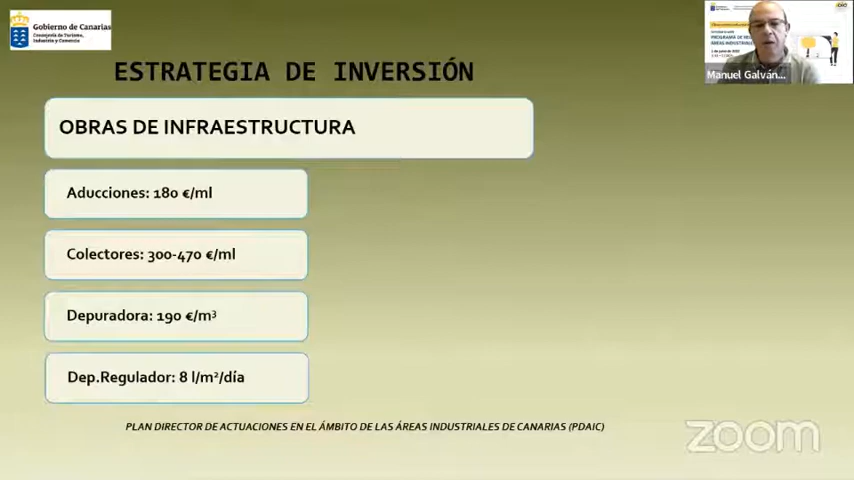 Gobierno de Canarias
Consejería de Turismo,
Industria y Comercio
Manuel Galván...
ESTRATEGIA DE INVERSIÓN
OBRAS DE INFRAESTRUCTURA
Aducciones: 180 €/ml
Colectores: 300-470 €/ml
Depuradora: 190 €/m³
Dep.Regulador: 8 l/m²/día
PLAN DIRECTOR DE ACTUACIONES EN EL ÁMBITO DE LAS ÁREAS INDUSTRIALES DE CANARIAS (PDAIC)
zoom